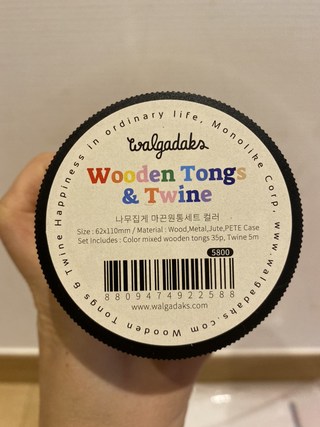 walgadaks
Wooden Tongs
& Twine
나무집게 마끈원통세트 컬러
Size : 62x110mm / Material : Wood,Metal,Jute,PETE Case
Set Includes : Color mixed wooden tongs 35p, Twine 5m
5800
8809474922588
www.walgadaks.com
Wooden Tongs & Twine Happiness in ordinary life, Monolike Corp, www.walgadaks.com